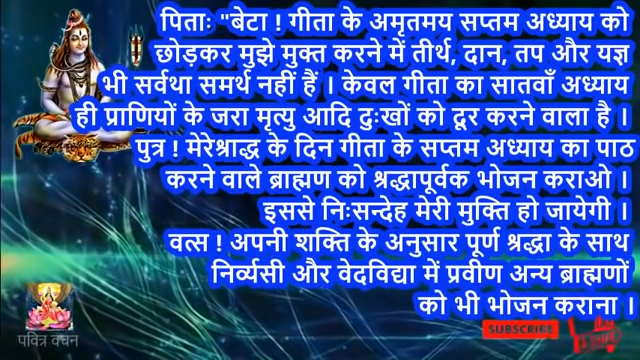 पिताः "बेटा ! गीता के अमृतमय सप्तम अध्याय को
छोड़कर मुझे मुक्त करने में तीर्थ, दान, तप और यज्ञ
भी सर्वथा समर्थ नहीं हैं । केवल गीता का सातवाँ अध्याय
ही प्राणियों के जरा मृत्यु आदि दुःखों को दूर करने वाला है ।
पुत्र ! मेरेश्राद्ध के दिन गीता के सप्तम अध्याय का पाठ
करने वाले ब्राह्मण को श्रद्धापूर्वक भोजन कराओ ।
इससे निःसन्देह मेरी मुक्ति हो जायेगी ।
वत्स ! अपनी शक्ति के अनुसार पूर्ण श्रद्धा के साथ
निर्व्यसी और वेदविद्या में प्रवीण अन्य ब्राह्मणों
को भी भोजन कराना ।
SUBSCRIBE
पवित्र वचन